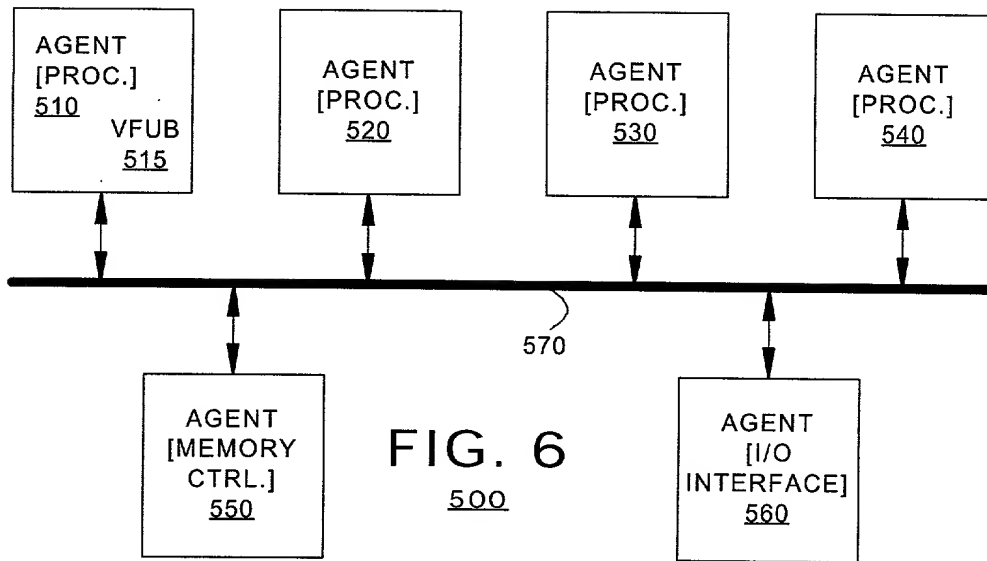 AGENT
[PROC.]
510
VFUB
515
AGENT
[PROC.]
520
AGENT
[PROC.]
530
AGENT
[PROC.]
540
570
AGENT
[MEMORY
CTRL.]
550
FIG. 6
500
AGENT
[I/O
INTERFACE]
560